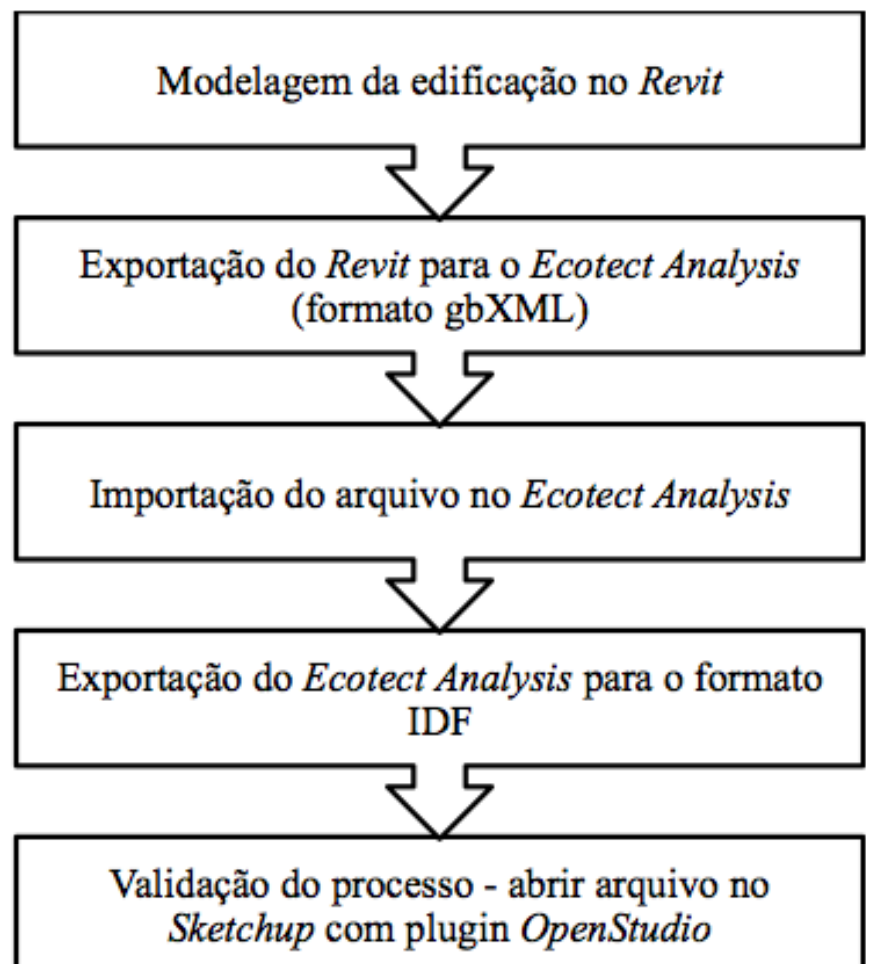 Modelagem da edificação no Revit
Exportação do Revit para o Ecotect Analysis
(formato gbXML)
Importação do arquivo no Ecotect Analysis
Exportação do Ecotect Analysis para o formato
IDF
Validação do processo - abrir arquivo no
Sketchup com plugin OpenStudio